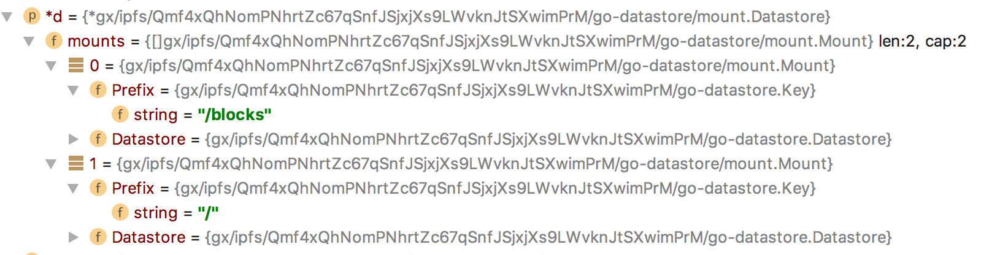 p *d = {*gx/ipfs/Qmf4xQhNomPNhrtZc67qSnfJSjxjXs9LWvknJtSXwimPrM/go-datastore/mount.Datastore}
f mounts = {[]gx/ipfs/Qmf4xQhNomPNhrtZc67qSnfJSjxjXs9LWvknJtSXwimPrM/go-datastore/mount.Mount} len:2, cap:2
0 = {gx/ipfs/Qmf4xQhNomPNhrtZc67qSnfJSjxjXs9LWvknJtSXwimPrM/go-datastore/mount.Mount}
f Prefix = {gx/ipfs/Qmf4xQhNomPNhrtZc67qSnfJSjxjXs9LWvknJtSXwimPrM/go-datastore.Key}
f string = "/blocks"
f Datastore = {gx/ipfs/Qmf4xQhNomPNhrtZc67qSnfJSjxjXs9LWvknJtSXwimPrM/go-datastore.Datastore}
1 = {gx/ipfs/Qmf4xQhNomPNhrtZc67qSnfJSjxjXs9LWvknJtSXwimPrM/go-datastore/mount.Mount}
f Prefix = {gx/ipfs/Qmf4xQhNomPNhrtZc67qSnfJSjxjXs9LWvknJtSXwimPrM/go-datastore.Key}
f string = "/"
f Datastore = {gx/ipfs/Qmf4xQhNomPNhrtZc67qSnfJSjxjXs9LWvknJtSXwimPrM/go-datastore.Datastore}